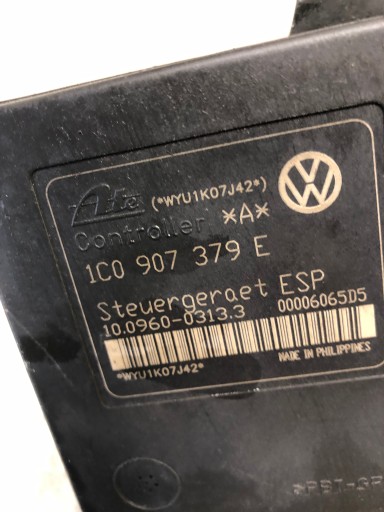 Ate (*WYU1K07J42*)
Controller *A*
1C0 907 379 E
Steuergeraet ESP
10.0960-0313.3 00006065D5
*WYU1K07J42*
MADE IN PHILIPPINES